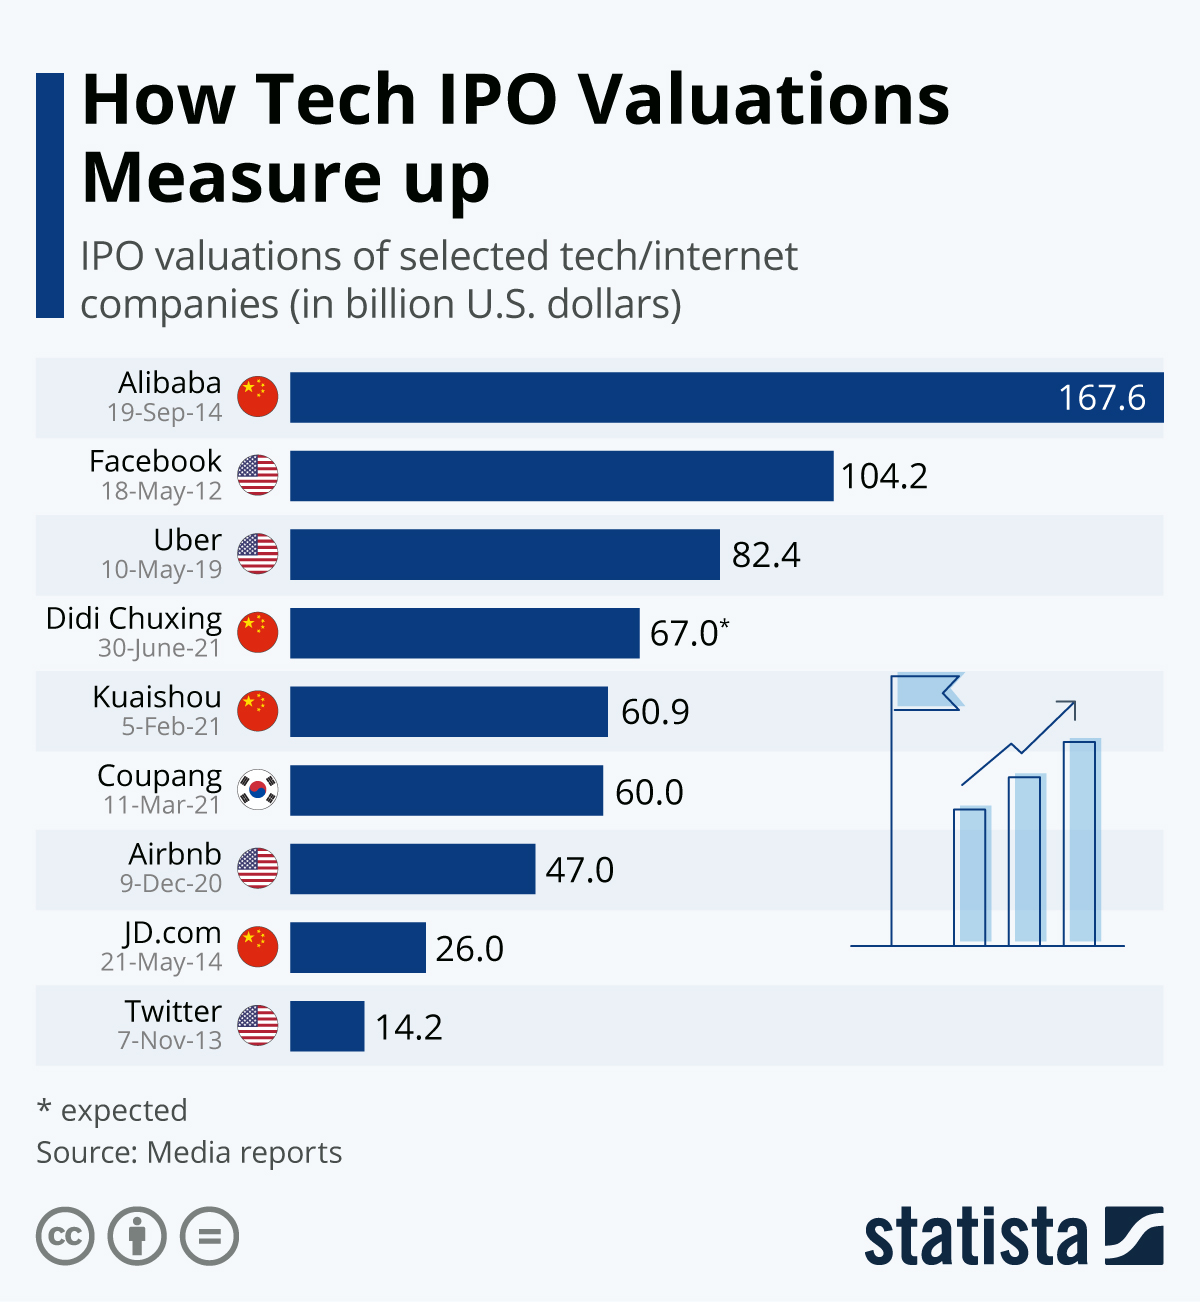 How Tech IPO Valuations
Measure up
IPO valuations of selected tech/internet
companies (in billion U.S. dollars)
Alibaba
19-Sep-14
167.6
Facebook
18-May-12
104.2
Uber
10-May-19
82.4
Didi Chuxing
30-June-21
67.0*
Kuaishou
5-Feb-21
60.9
Coupang
11-Mar-21
60.0
Airbnb
9-Dec-20
47.0
JD.com
21-May-14
26.0
Twitter
7-Nov-13
14.2
* expected
Source: Media reports
cc
statista